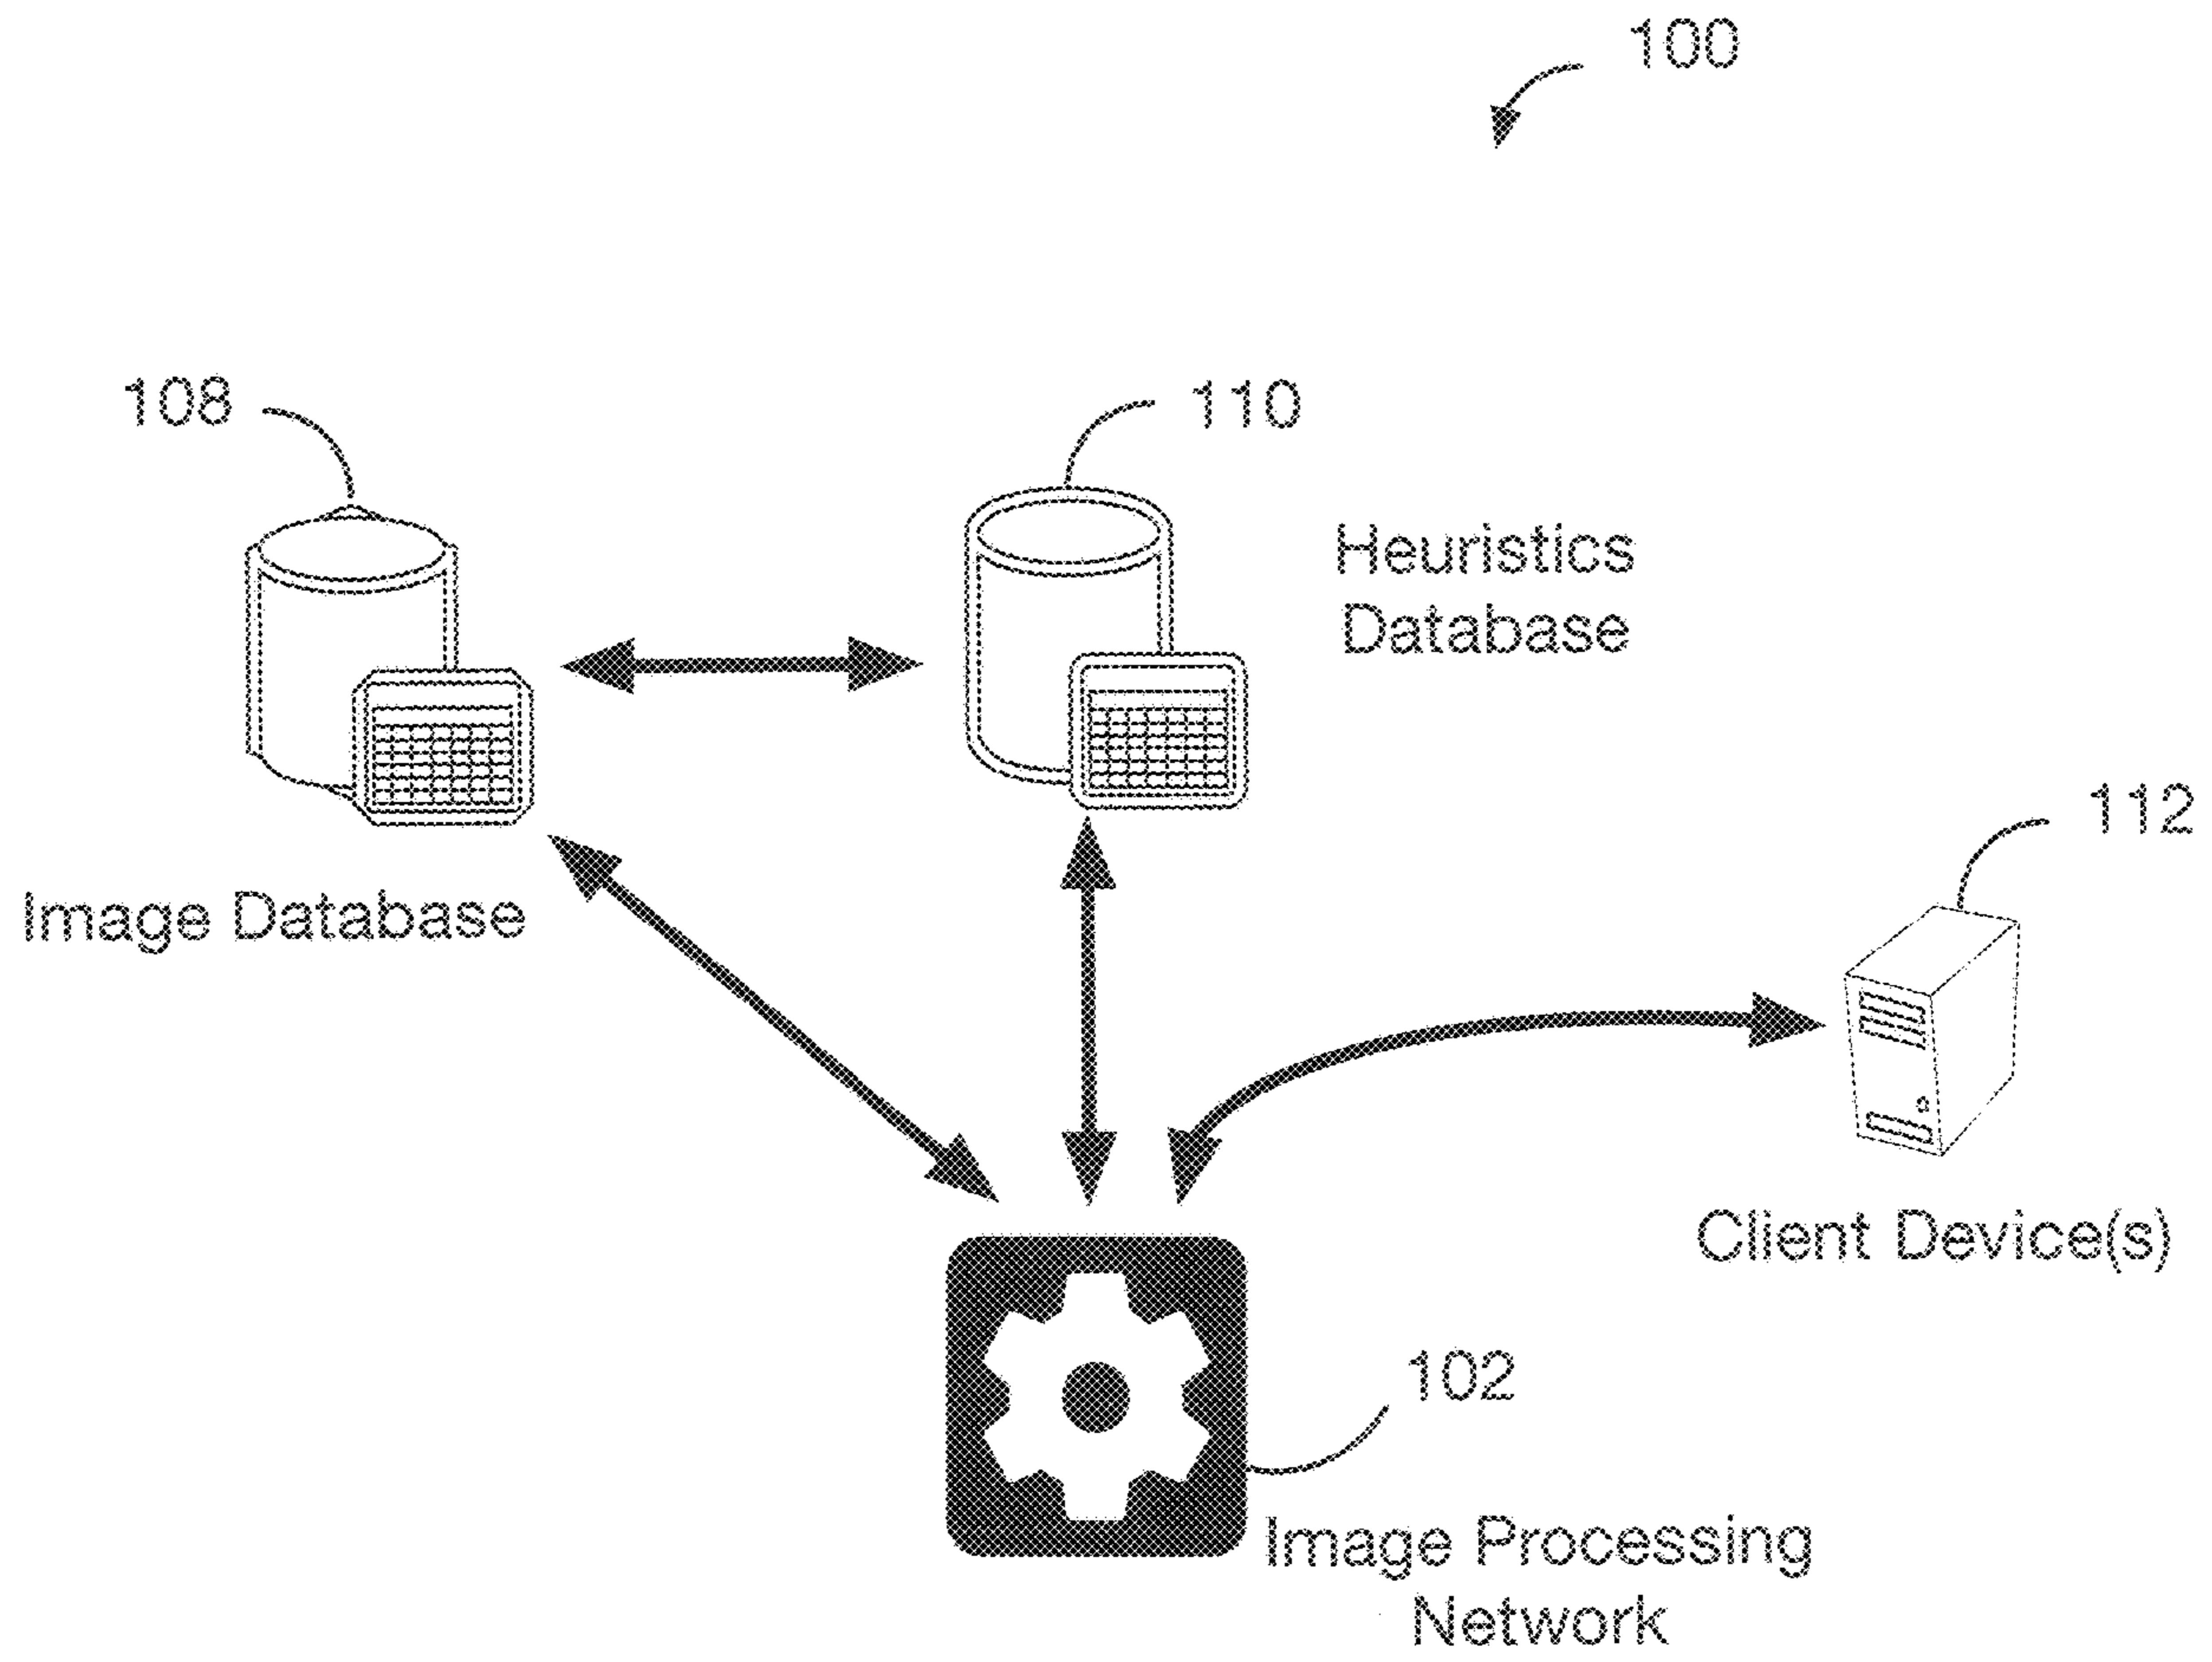 100
108
110
Heuristics
Database
112
Image Database
Client Device(s)
102
Image Processing
Network